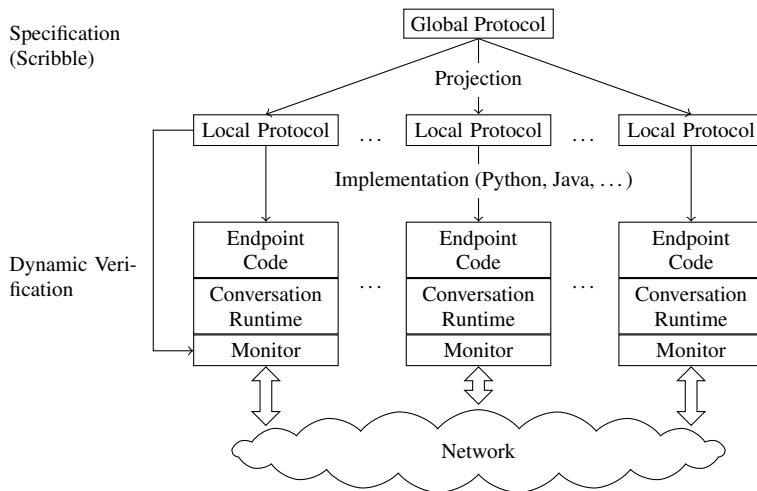 Specification
(Scribble)
Global Protocol
Projection
Local Protocol ... Local Protocol ... Local Protocol
Implementation (Python, Java, ...)
Dynamic Veri-
fication
Endpoint
Code
Conversation
Runtime
Monitor
...
Endpoint
Code
Conversation
Runtime
Monitor
...
Endpoint
Code
Conversation
Runtime
Monitor
Network